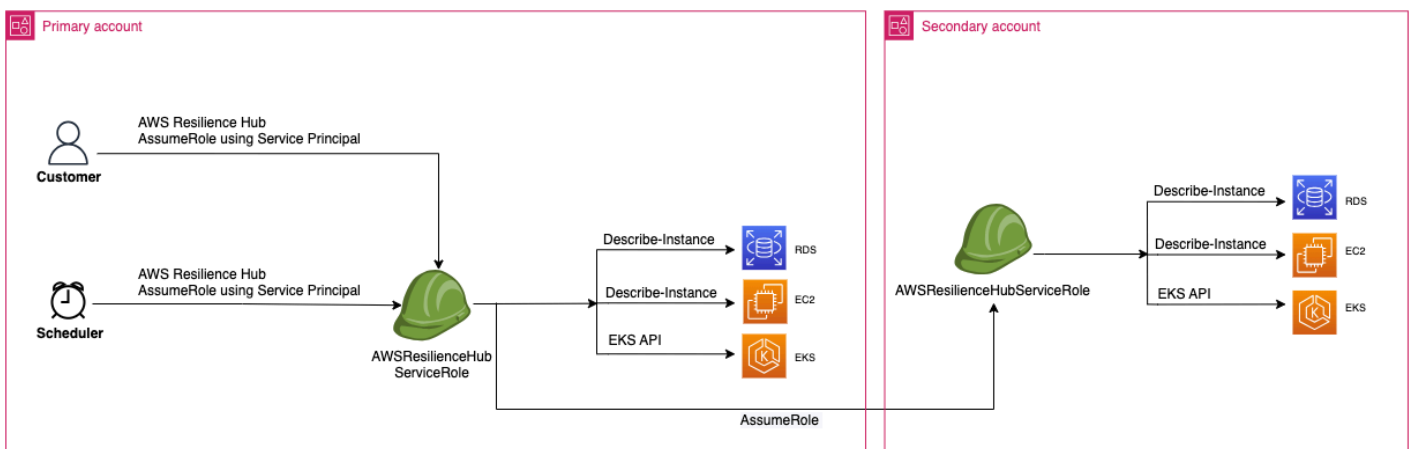 Primary account
AWS Resilience Hub
AssumeRole using Service Principal
Customer
AWS Resilience Hub
AssumeRole using Service Principal
Scheduler
AWSResilienceHub
ServiceRole
Describe-Instance
RDS
Describe-Instance
EC2
EKS API
EKS
AssumeRole
Secondary account
AWSResilienceHubServiceRole
Describe-Instance
RDS
Describe-Instance
EC2
EKS API
EKS